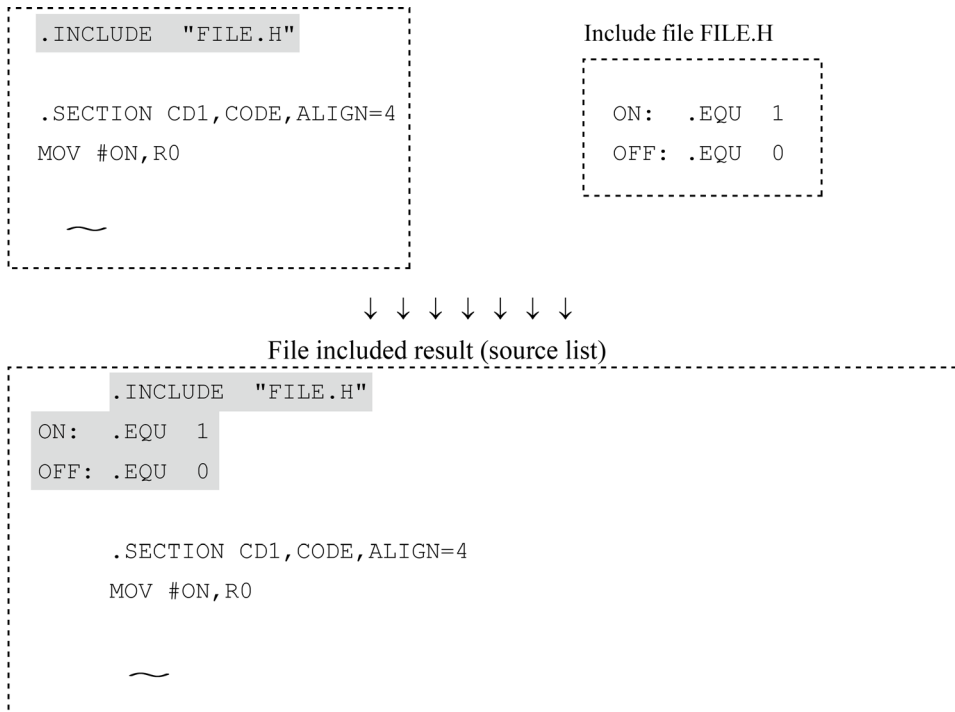 .INCLUDE "FILE.H"
.SECTION CD1,CODE,ALIGN=4
MOV #ON,R0
Include file FILE.H
ON: .EQU 1
OFF: .EQU 0
↓ ↓ ↓ ↓ ↓ ↓ ↓
File included result (source list)
.INCLUDE "FILE.H"
ON: .EQU 1
OFF: .EQU 0
.SECTION CD1,CODE,ALIGN=4
MOV #ON,R0